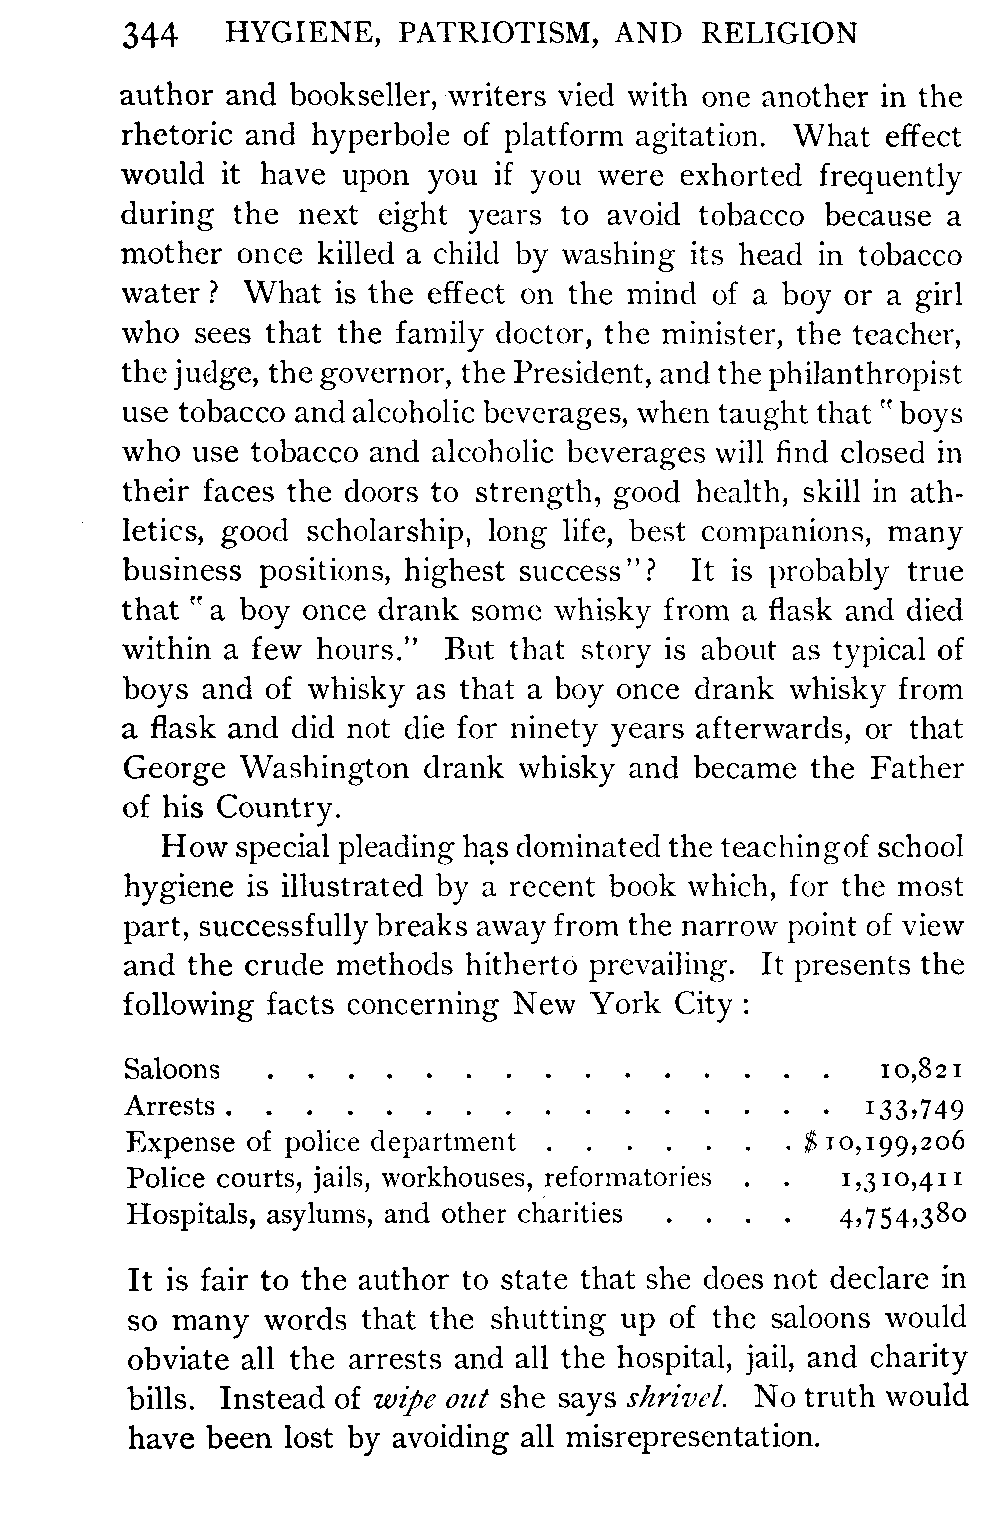 344 HYGIENE, PATRIOTISM, AND RELIGION
author and bookseller, writers vied with one another in the
rhetoric and hyperbole of platform agitation. What effect
would it have upon you if you were exhorted frequently
during the next eight years to avoid tobacco because a
mother once killed a child by washing its head in tobacco
water? What is the effect on the mind of a boy or a girl
who sees that the family doctor, the minister, the teacher,
the judge, the governor, the President, and the philanthropist
use tobacco and alcoholic beverages, when taught that "boys
who use tobacco and alcoholic beverages will find closed in
their faces the doors to strength, good health, skill in ath-
letics, good scholarship, long life, best companions, many
business positions, highest success"? It is probably true
that "a boy once drank some whisky from a flask and died
within a few hours." But that story is about as typical of
boys and of whisky as that a boy once drank whisky from
a flask and did not die for ninety years afterwards, or that
George Washington drank whisky and became the Father
of his Country.
How special pleading has dominated the teaching of school
hygiene is illustrated by a recent book which, for the most
part, successfully breaks away from the narrow point of view
and the crude methods hitherto prevailing. It presents the
following facts concerning New York City:
Saloons . . . . . . . . . . . . . . . 10,821
Arrests . . . . . . . . . . . . . . . . 133,749
Expense of police department . . . . . . . $10,199,206
Police courts, jails, workhouses, reformatories . . 1,310,411
Hospitals, asylums, and other charities . . . . 4,754,380
It is fair to the author to state that she does not declare in
so many words that the shutting up of the saloons would
obviate all the arrests and all the hospital, jail, and charity
bills. Instead of wipe out she says shrivel. No truth would
have been lost by avoiding all misrepresentation.